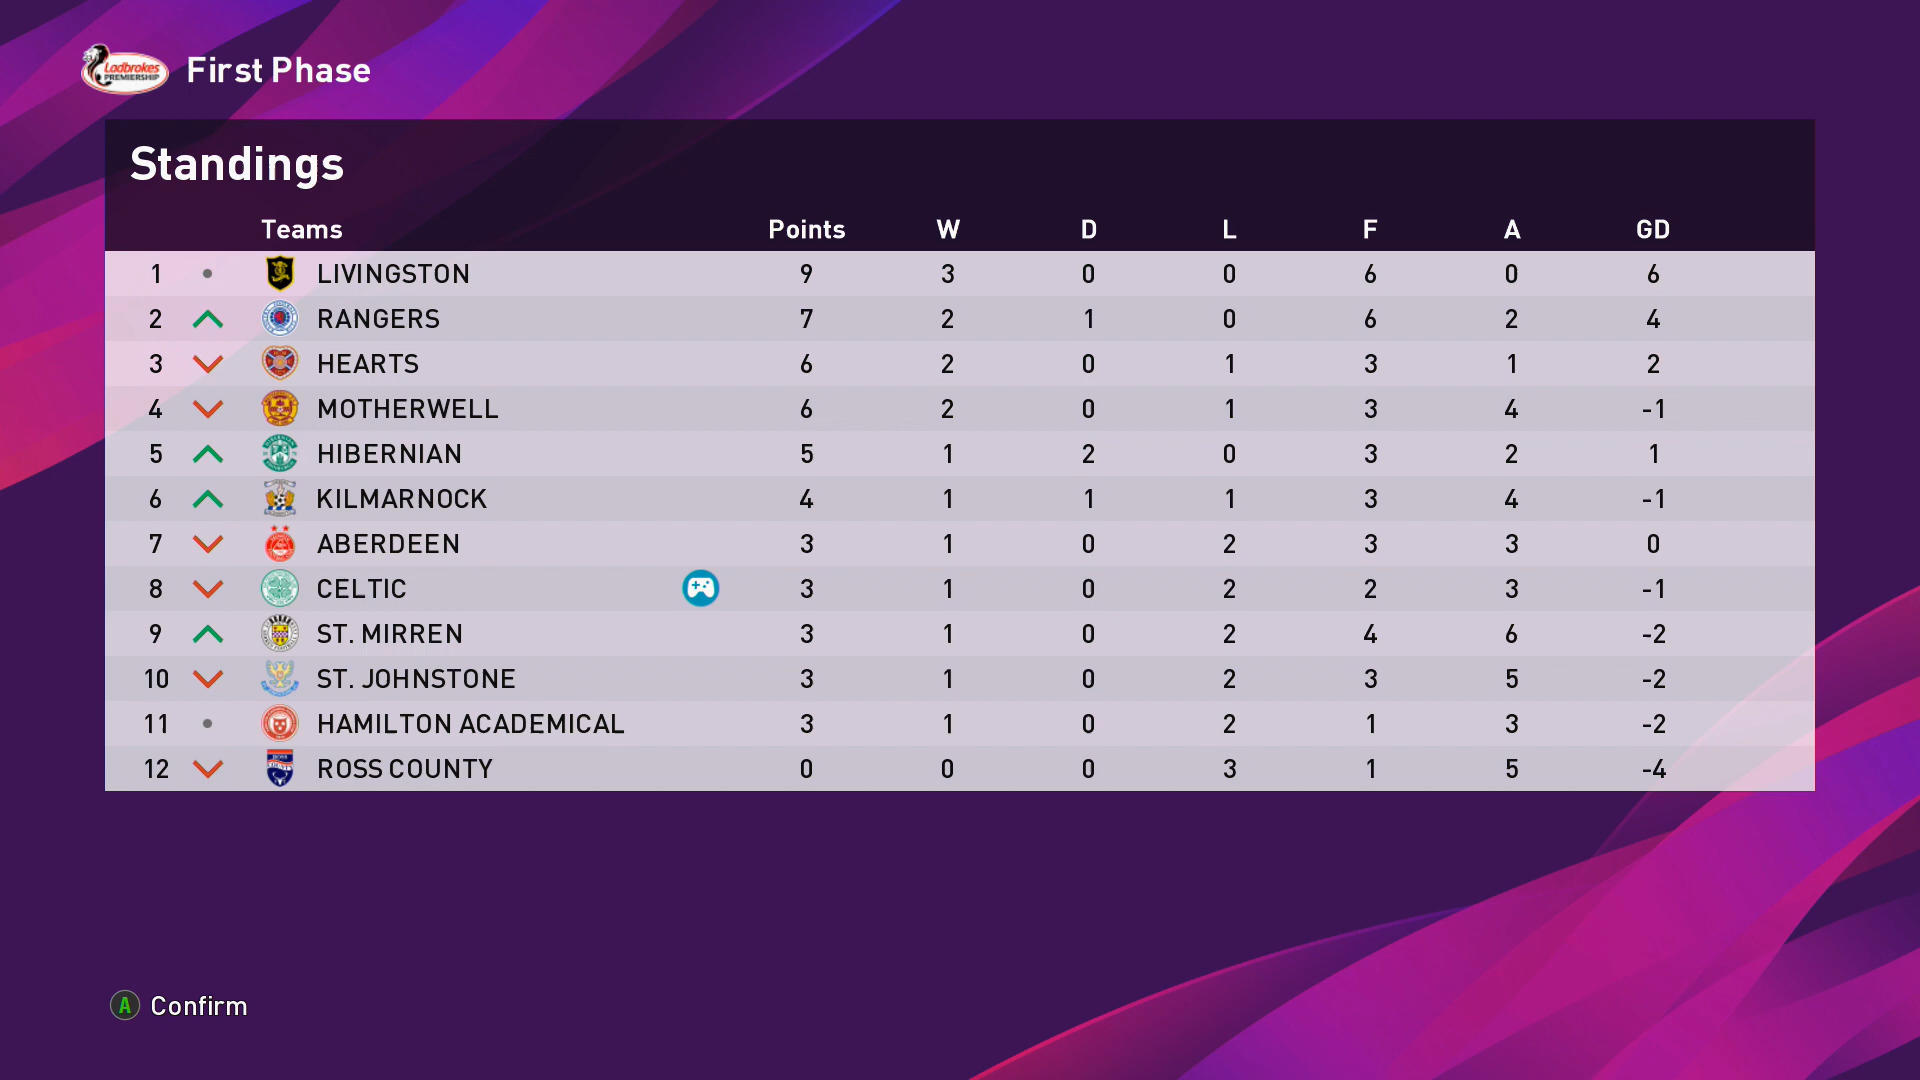 Ladbrokes
PREMIERSHIP
First Phase
Standings
Teams Points W D L F A GD
1 LIVINGSTON 9 3 0 0 6 0 6
2 RANGERS 7 2 1 0 6 2 4
3 HEARTS 6 2 0 1 3 1 2
4 MOTHERWELL 6 2 0 1 3 4 -1
5 HIBERNIAN 5 1 2 0 3 2 1
6 KILMARNOCK 4 1 1 1 3 4 -1
7 ABERDEEN 3 1 0 2 3 3 0
8 CELTIC 3 1 0 2 2 3 -1
9 ST. MIRREN 3 1 0 2 4 6 -2
10 ST. JOHNSTONE 3 1 0 2 3 5 -2
11 HAMILTON ACADEMICAL 3 1 0 2 1 3 -2
12 ROSS COUNTY 0 0 0 3 1 5 -4
A Confirm